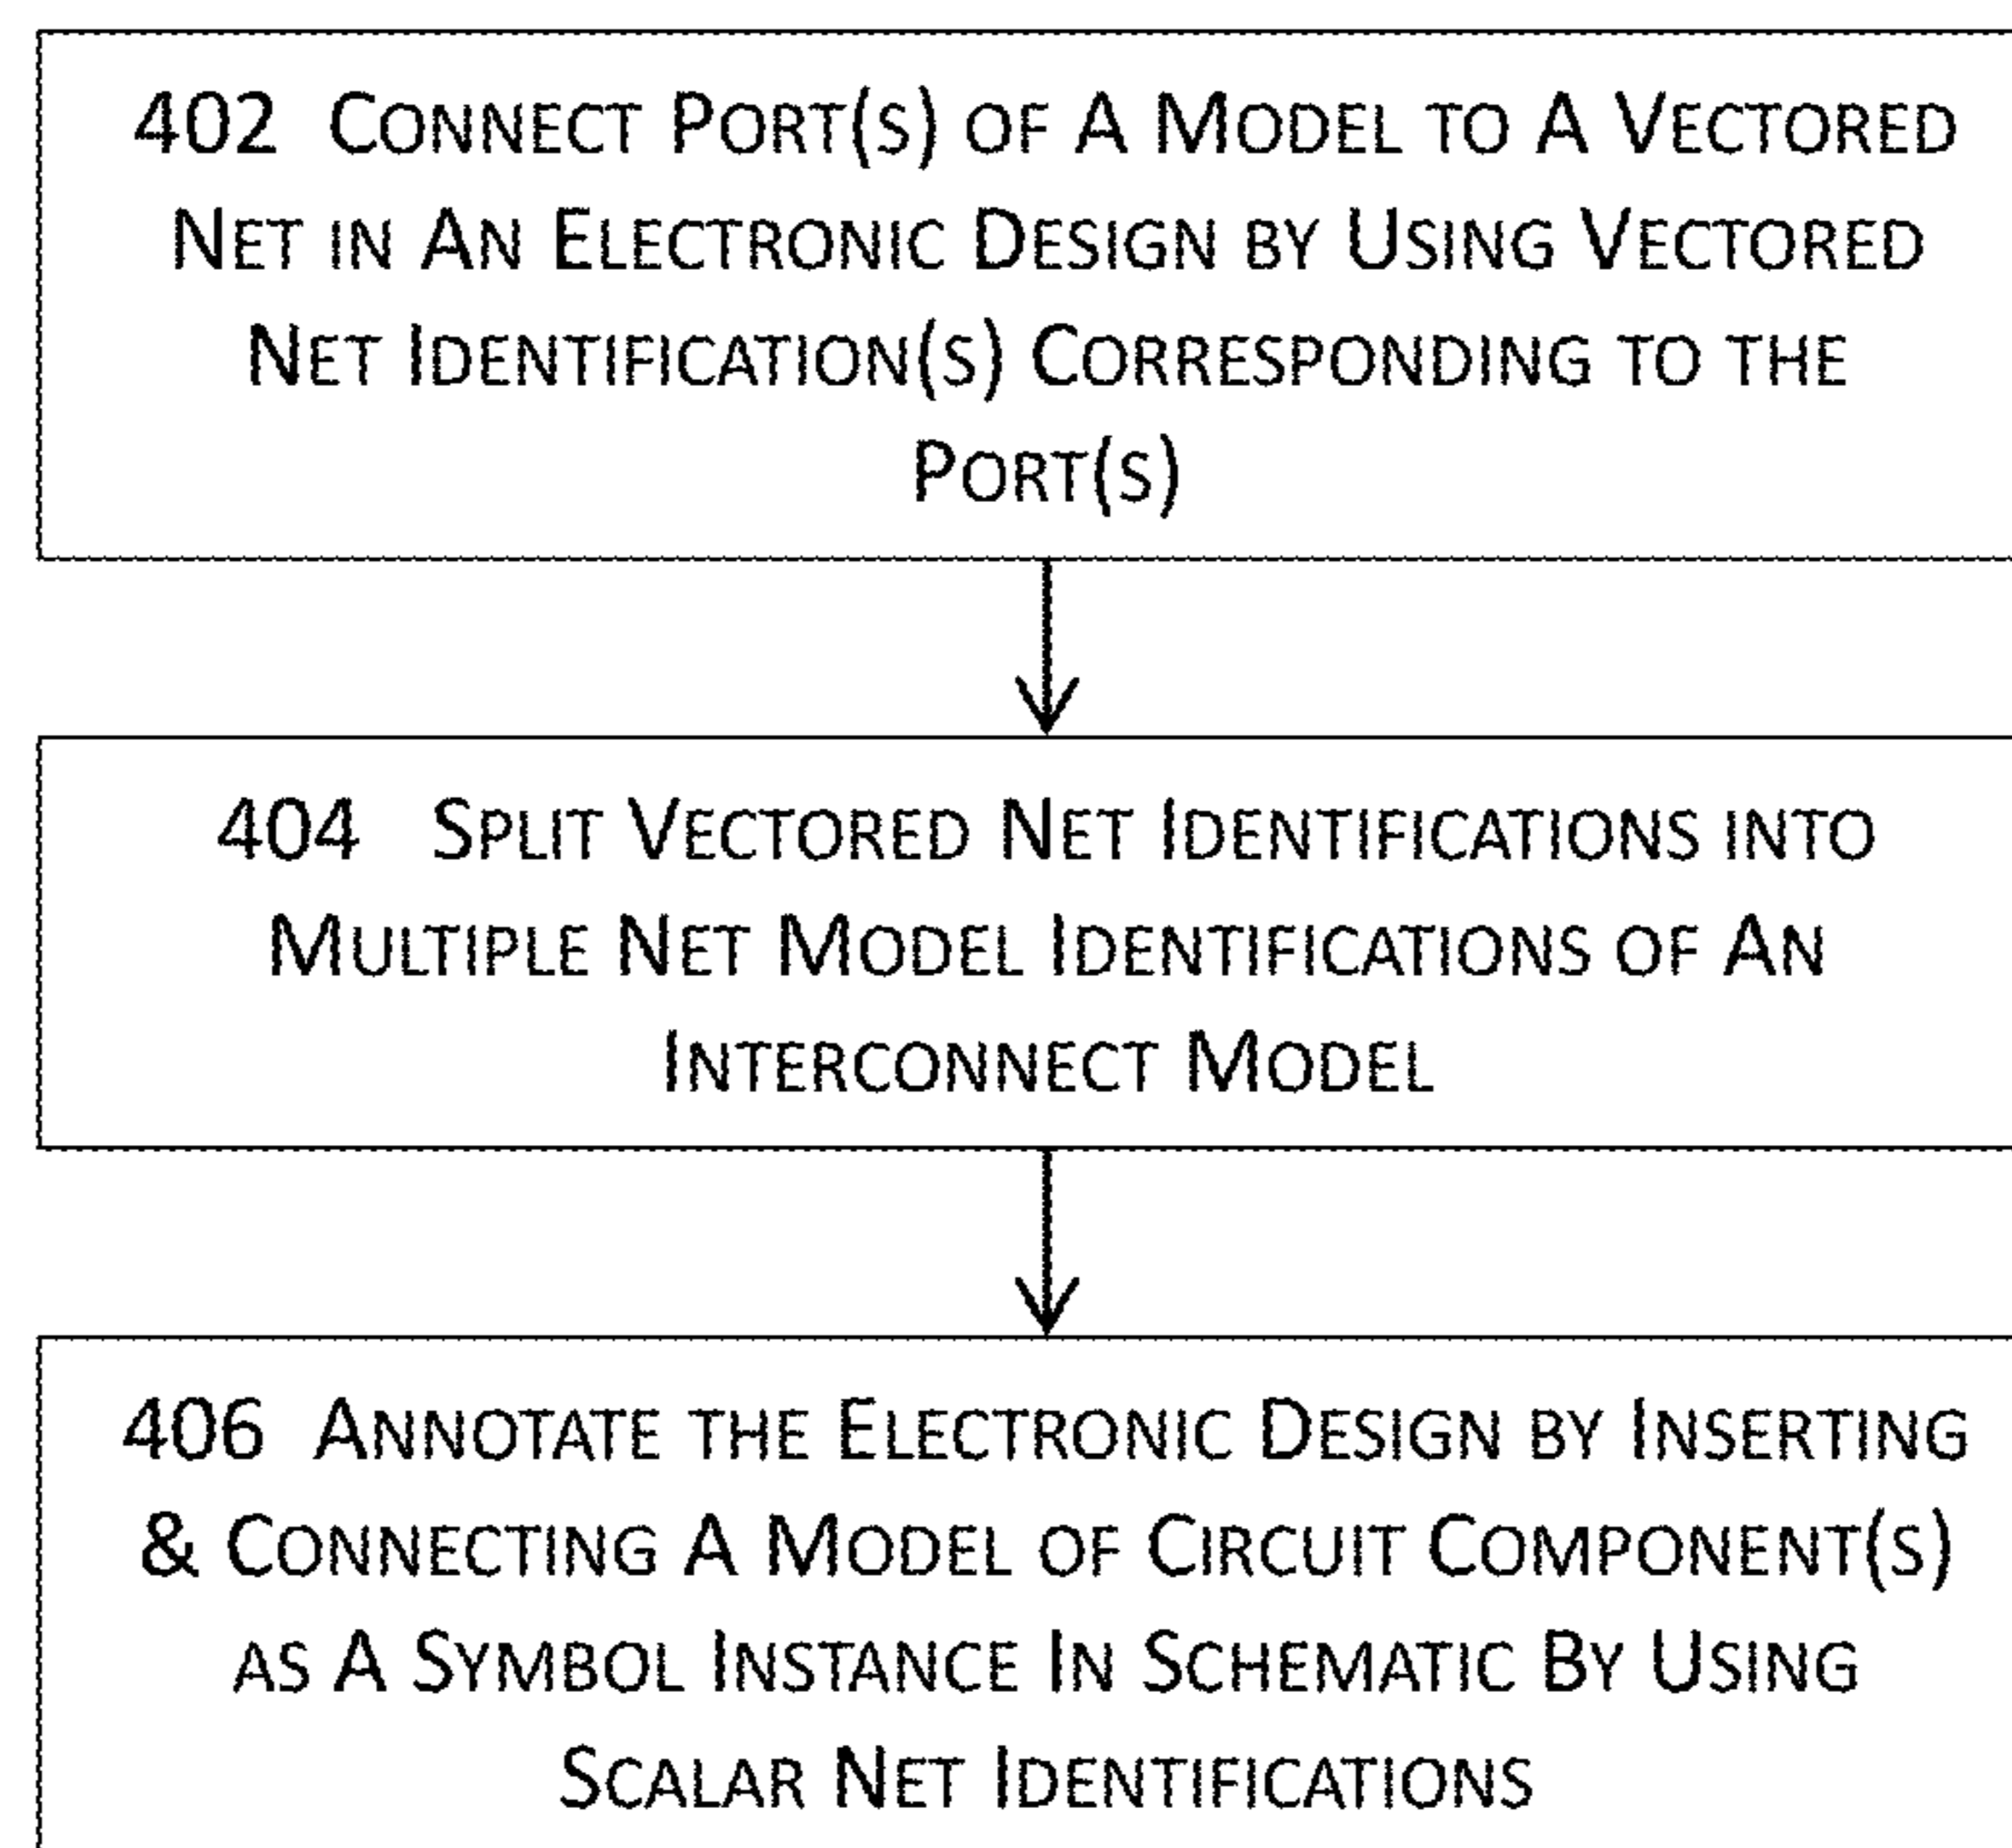 402 CONNECT PORT(S) OF A MODEL TO A VECTORED
NET IN AN ELECTRONIC DESIGN BY USING VECTORED
NET IDENTIFICATION(S) CORRESPONDING TO THE
PORT(S)
404 SPLIT VECTORED NET IDENTIFICATIONS INTO
MULTIPLE NET MODEL IDENTIFICATIONS OF AN
INTERCONNECT MODEL
406 ANNOTATE THE ELECTRONIC DESIGN BY INSERTING
& CONNECTING A MODEL OF CIRCUIT COMPONENT(S)
AS A SYMBOL INSTANCE IN SCHEMATIC BY USING
SCALAR NET IDENTIFICATIONS